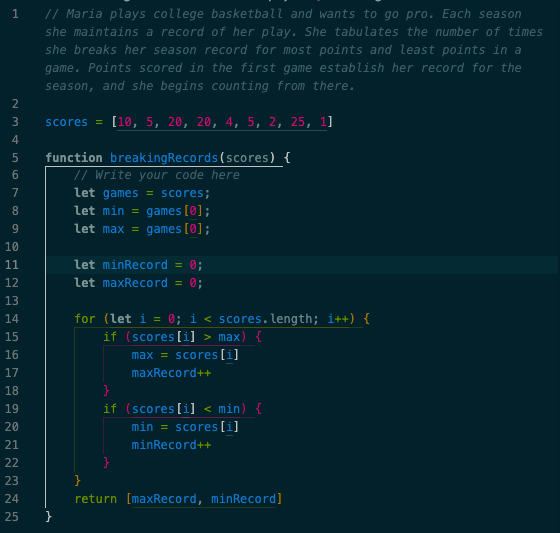 1 // Maria plays college basketball and wants to go pro. Each season
she maintains a record of her play. She tabulates the number of times
she breaks her season record for most points and least points in a
game. Points scored in the first game establish her record for the
season, and she begins counting from there.
2
3 scores = [10, 5, 20, 20, 4, 5, 2, 25, 1]
4
5 function breakingRecords(scores) {
6 // Write your code here
7 let games = scores;
8 let min = games[0];
9 let max = games[0];
10
11 let minRecord = 0;
12 let maxRecord = 0;
13
14 for (let i = 0; i < scores.length; i++) {
15 if (scores[i] > max) {
16 max = scores[i]
17 maxRecord++
18 }
19 if (scores[i] < min) {
20 min = scores[i]
21 minRecord++
22 }
23 }
24 return [maxRecord, minRecord]
25 }